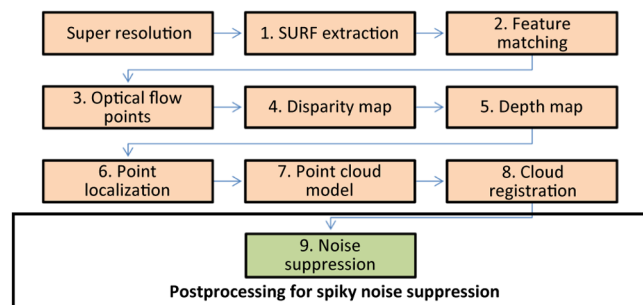 Super resolution
1. SURF extraction
2. Feature
matching
3. Optical flow
points
4. Disparity map
5. Depth map
6. Point
localization
7. Point cloud
model
8. Cloud
registration
9. Noise
suppression
Postprocessing for spiky noise suppression